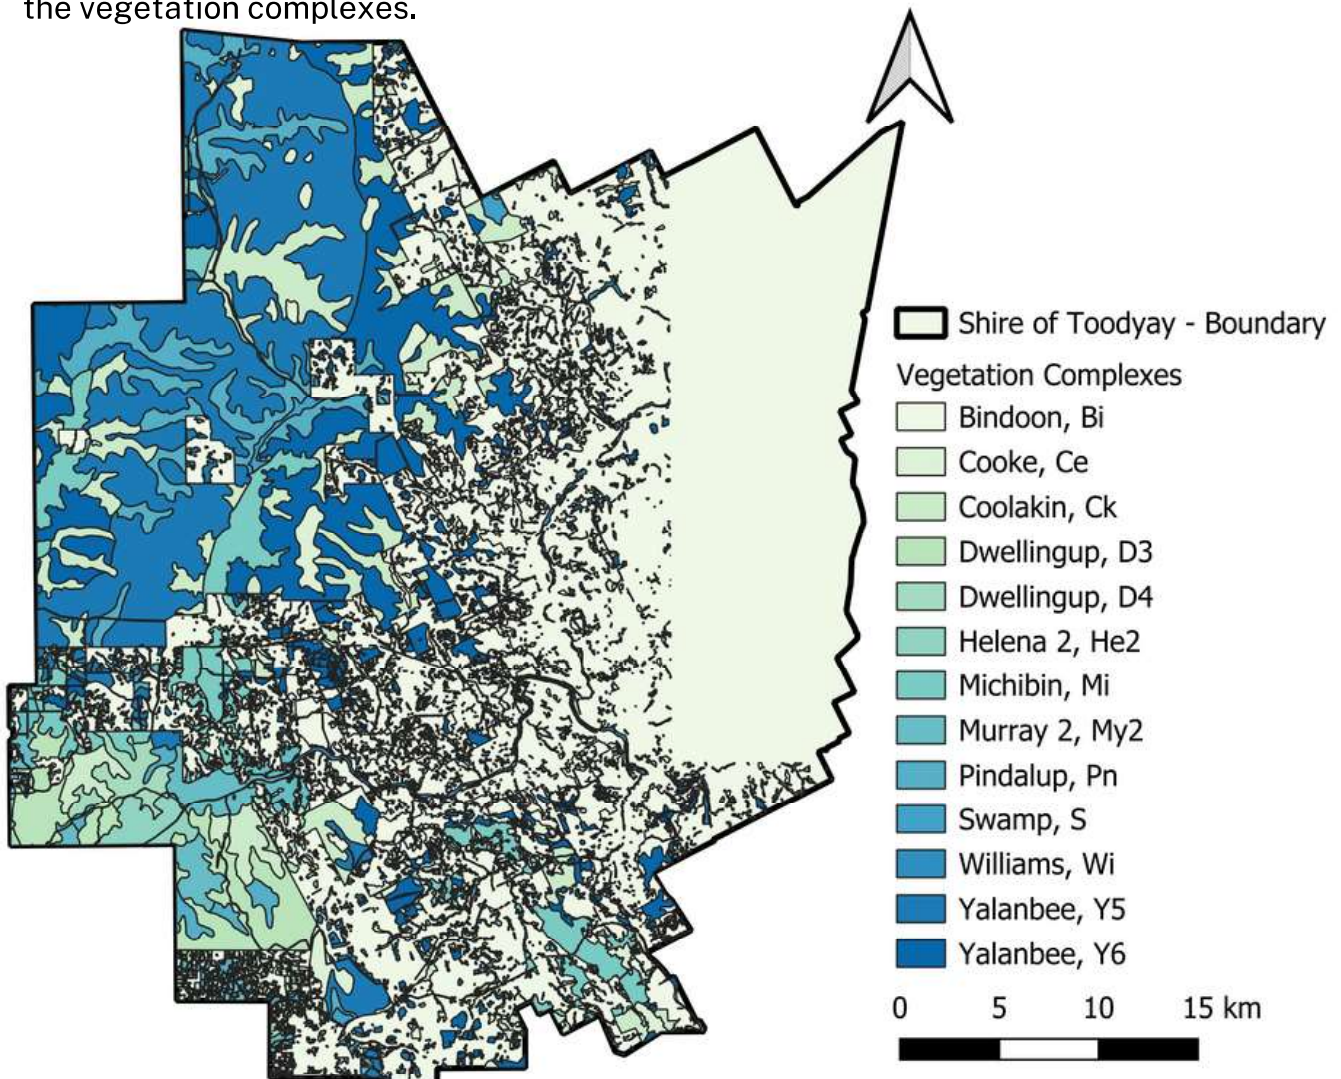 the vegetation complexes.
Shire of Toodyay - Boundary
Vegetation Complexes
Bindoon, Bi
Cooke, Ce
Coolakin, Ck
Dwellingup, D3
Dwellingup, D4
Helena 2, He2
Michibin, Mi
Murray 2, My2
Pindalup, Pn
Swamp, S
Williams, Wi
Yalanbee, Y5
Yalanbee, Y6
0 5 10 15 km